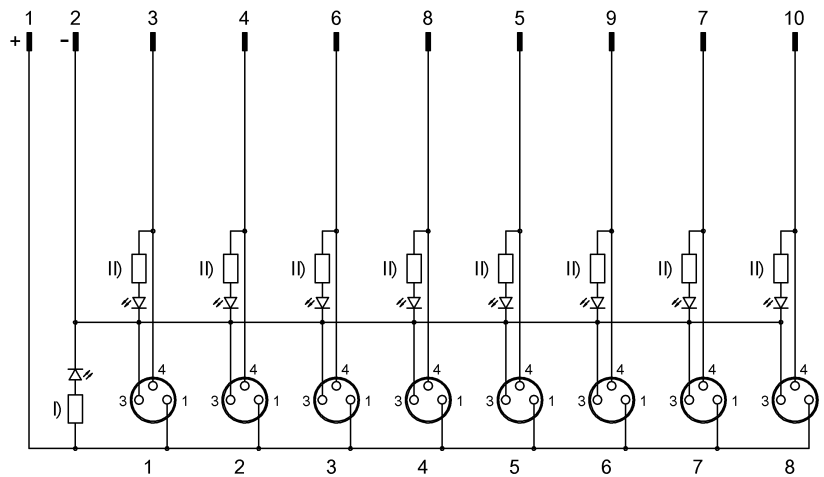 1 2 3 4 6 8 5 9 7 10
+ -
II) II) II) II) II) II) II) II)
4 4 4 4 4 4 4 4
I) 3 1 3 1 3 1 3 1 3 1 3 1 3 1 3
1 2 3 4 5 6 7 8